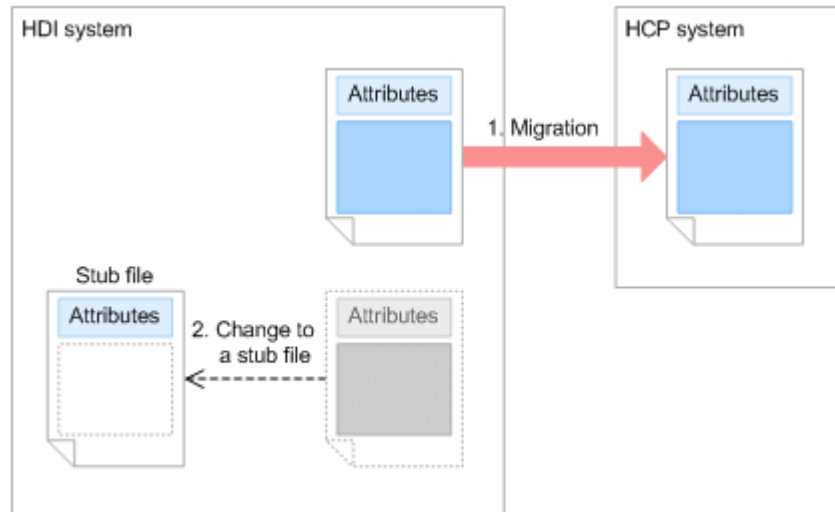 HDI system
HCP system
Attributes
1. Migration
Attributes
Stub file
Attributes
2. Change to
a stub file
Attributes